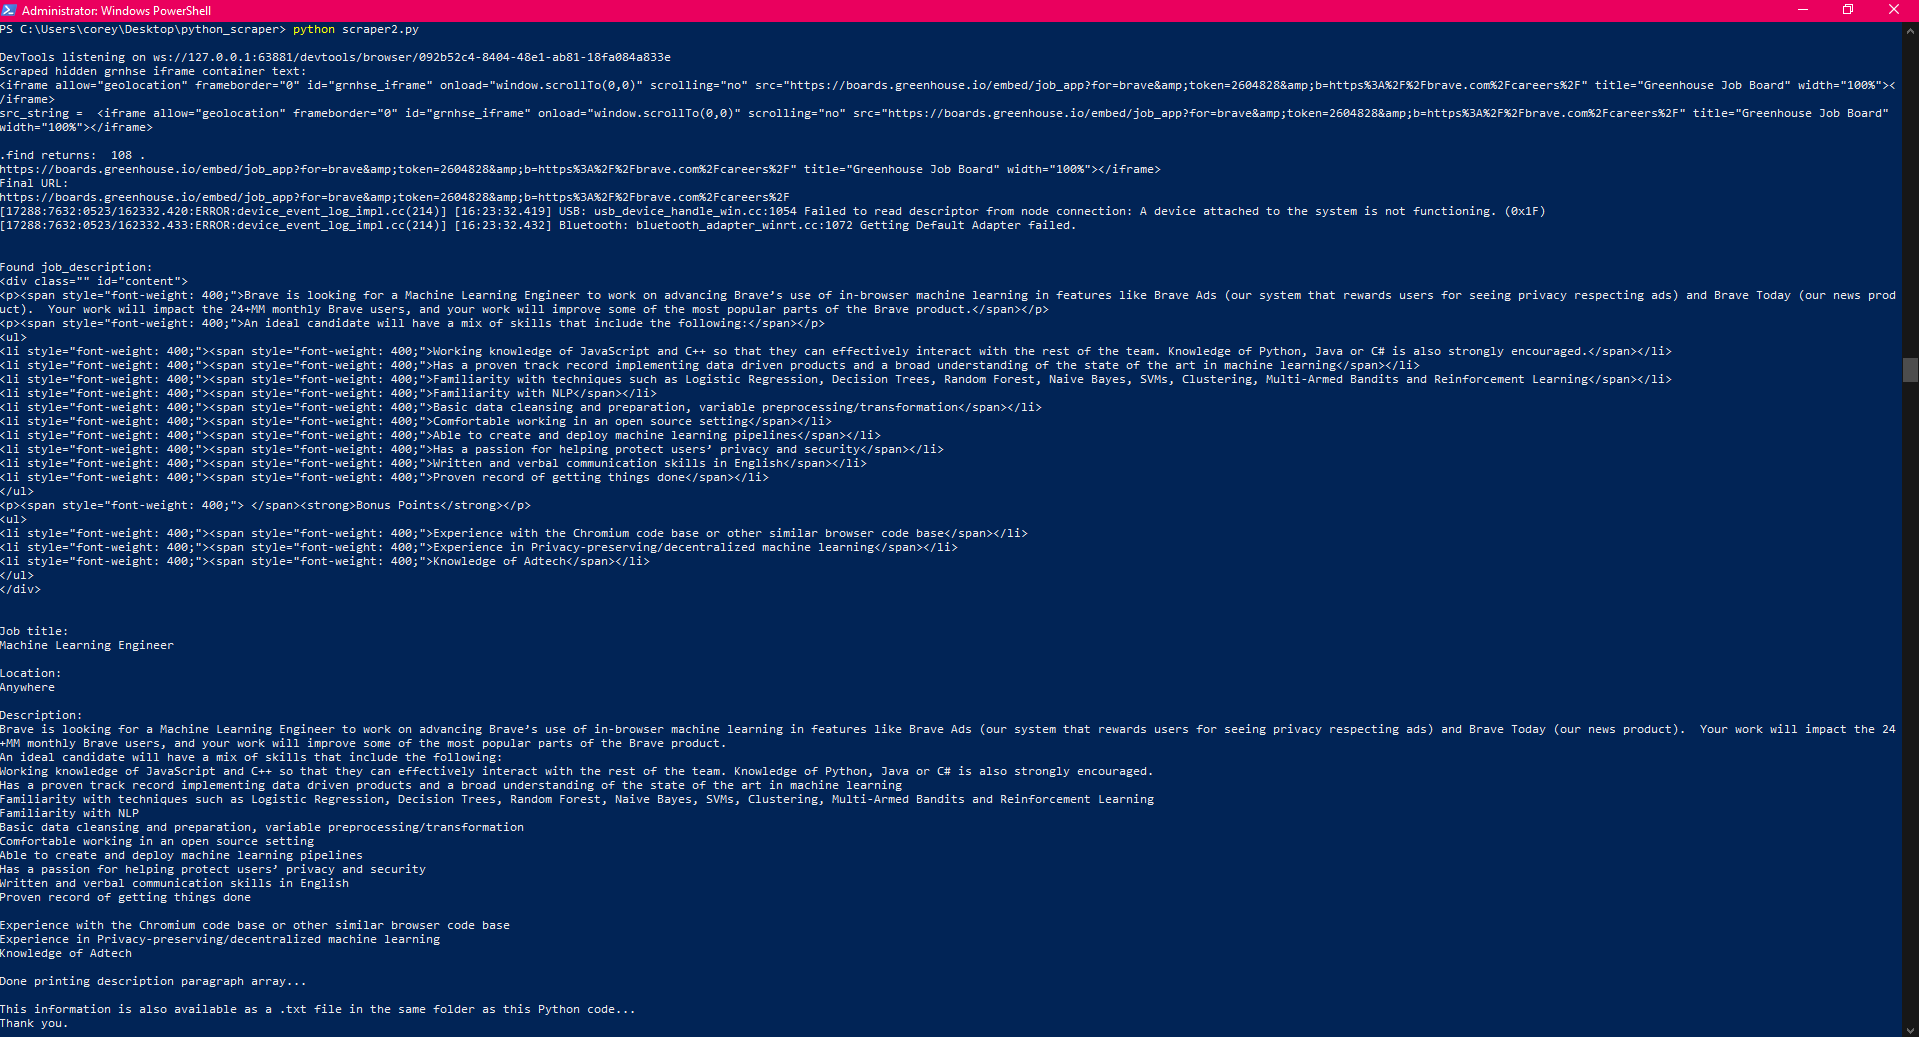 Administrator: Windows PowerShell
PS C:\Users\corey\Desktop\python_scraper> python scraper2.py
DevTools listening on ws://127.0.0.1:63881/devtools/browser/092b52c4-8404-48e1-ab81-18fa084a833e
Scraped hidden grnhse iframe container text:
<iframe allow="geolocation" frameborder="0" id="grnhse_iframe" onload="window.scrollTo(0,0)" scrolling="no" src="https://boards.greenhouse.io/embed/job_app?for=brave&amp;token=2604828&amp;b=https%3A%2F%2Fbrave.com%2Fcareers%2F" title="Greenhouse Job Board" width="100%"><
/iframe>
src_string =  <iframe allow="geolocation" frameborder="0" id="grnhse_iframe" onload="window.scrollTo(0,0)" scrolling="no" src="https://boards.greenhouse.io/embed/job_app?for=brave&amp;token=2604828&amp;b=https%3A%2F%2Fbrave.com%2Fcareers%2F" title="Greenhouse Job Board"
width="100%"></iframe>
.find returns:  108 .
https://boards.greenhouse.io/embed/job_app?for=brave&amp;token=2604828&amp;b=https%3A%2F%2Fbrave.com%2Fcareers%2F" title="Greenhouse Job Board" width="100%"></iframe>
Final URL:
https://boards.greenhouse.io/embed/job_app?for=brave&amp;token=2604828&amp;b=https%3A%2F%2Fbrave.com%2Fcareers%2F
[17288:7632:0523/162332.420:ERROR:device_event_log_impl.cc(214)] [16:23:32.419] USB: usb_device_handle_win.cc:1054 Failed to read descriptor from node connection: A device attached to the system is not functioning. (0x1F)
[17288:7632:0523/162332.433:ERROR:device_event_log_impl.cc(214)] [16:23:32.432] Bluetooth: bluetooth_adapter_winrt.cc:1072 Getting Default Adapter failed.
Found job_description:
<div class="" id="content">
<p><span style="font-weight: 400;">Brave is looking for a Machine Learning Engineer to work on advancing Brave’s use of in-browser machine learning in features like Brave Ads (our system that rewards users for seeing privacy respecting ads) and Brave Today (our news prod
uct).  Your work will impact the 24+MM monthly Brave users, and your work will improve some of the most popular parts of the Brave product.</span></p>
<p><span style="font-weight: 400;">An ideal candidate will have a mix of skills that include the following:</span></p>
<ul>
<li style="font-weight: 400;"><span style="font-weight: 400;">Working knowledge of JavaScript and C++ so that they can effectively interact with the rest of the team. Knowledge of Python, Java or C# is also strongly encouraged.</span></li>
<li style="font-weight: 400;"><span style="font-weight: 400;">Has a proven track record implementing data driven products and a broad understanding of the state of the art in machine learning</span></li>
<li style="font-weight: 400;"><span style="font-weight: 400;">Familiarity with techniques such as Logistic Regression, Decision Trees, Random Forest, Naive Bayes, SVMs, Clustering, Multi-Armed Bandits and Reinforcement Learning</span></li>
<li style="font-weight: 400;"><span style="font-weight: 400;">Familiarity with NLP</span></li>
<li style="font-weight: 400;"><span style="font-weight: 400;">Basic data cleansing and preparation, variable preprocessing/transformation</span></li>
<li style="font-weight: 400;"><span style="font-weight: 400;">Comfortable working in an open source setting</span></li>
<li style="font-weight: 400;"><span style="font-weight: 400;">Able to create and deploy machine learning pipelines</span></li>
<li style="font-weight: 400;"><span style="font-weight: 400;">Has a passion for helping protect users’ privacy and security</span></li>
<li style="font-weight: 400;"><span style="font-weight: 400;">Written and verbal communication skills in English</span></li>
<li style="font-weight: 400;"><span style="font-weight: 400;">Proven record of getting things done</span></li>
</ul>
<p><span style="font-weight: 400;"> </span><strong>Bonus Points</strong></p>
<ul>
<li style="font-weight: 400;"><span style="font-weight: 400;">Experience with the Chromium code base or other similar browser code base</span></li>
<li style="font-weight: 400;"><span style="font-weight: 400;">Experience in Privacy-preserving/decentralized machine learning</span></li>
<li style="font-weight: 400;"><span style="font-weight: 400;">Knowledge of Adtech</span></li>
</ul>
</div>
Job title:
Machine Learning Engineer
Location:
Anywhere
Description:
Brave is looking for a Machine Learning Engineer to work on advancing Brave’s use of in-browser machine learning in features like Brave Ads (our system that rewards users for seeing privacy respecting ads) and Brave Today (our news product).  Your work will impact the 24
+MM monthly Brave users, and your work will improve some of the most popular parts of the Brave product.
An ideal candidate will have a mix of skills that include the following:
Working knowledge of JavaScript and C++ so that they can effectively interact with the rest of the team. Knowledge of Python, Java or C# is also strongly encouraged.
Has a proven track record implementing data driven products and a broad understanding of the state of the art in machine learning
Familiarity with techniques such as Logistic Regression, Decision Trees, Random Forest, Naive Bayes, SVMs, Clustering, Multi-Armed Bandits and Reinforcement Learning
Familiarity with NLP
Basic data cleansing and preparation, variable preprocessing/transformation
Comfortable working in an open source setting
Able to create and deploy machine learning pipelines
Has a passion for helping protect users’ privacy and security
Written and verbal communication skills in English
Proven record of getting things done
Experience with the Chromium code base or other similar browser code base
Experience in Privacy-preserving/decentralized machine learning
Knowledge of Adtech
Done printing description paragraph array...
This information is also available as a .txt file in the same folder as this Python code...
Thank you.